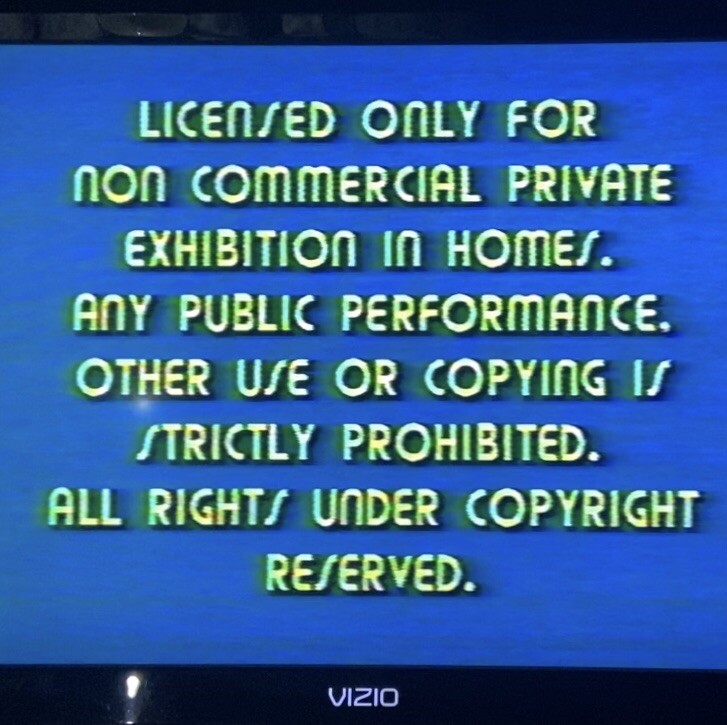 LICENSED ONLY FOR
NON COMMERCIAL PRIVATE
EXHIBITION IN HOMES.
ANY PUBLIC PERFORMANCE,
OTHER USE OR COPYING IS
STRICTLY PROHIBITED.
ALL RIGHTS UNDER COPYRIGHT
RESERVED.
VIZIO